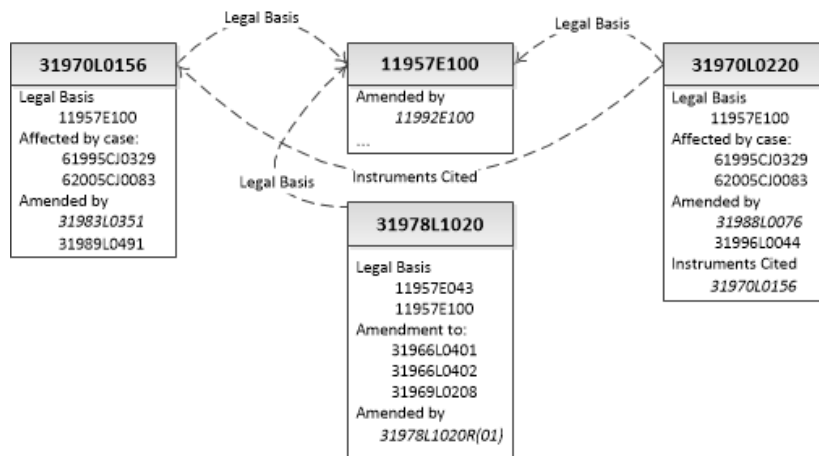 Legal Basis
Legal Basis
31970L0156
Legal Basis
11957E100
Affected by case:
61995CJ0329
62005CJ0083
Amended by
31983L0351
31989L0491
11957E100
Amended by
11992E100
...
31970L0220
Legal Basis
11957E100
Affected by case:
61995CJ0329
62005CJ0083
Amended by
31988L0076
31996L0044
Instruments Cited
31970L0156
Legal Basis
Instruments Cited
31978L1020
Legal Basis
11957E043
11957E100
Amendment to:
31966L0401
31966L0402
31969L0208
Amended by
31978L1020R(01)